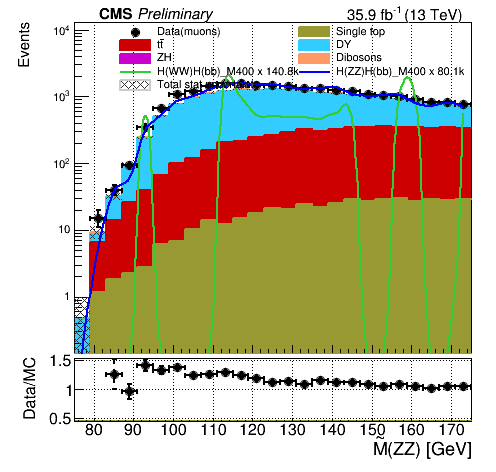 CMS Preliminary 35.9 fb⁻¹ (13 TeV)
Events
Data(muons) Single top
tt̄ DY
ZH Dibosons
H(WW)H(bb)_M400 x 140.8k H(ZZ)H(bb)_M400 x 80.1k
Total stat.
10⁴
10³
10²
10
1
Data/MC
1.5
1
0.5
80 90 100 110 120 130 140 150 160 170
M̃(ZZ) [GeV]